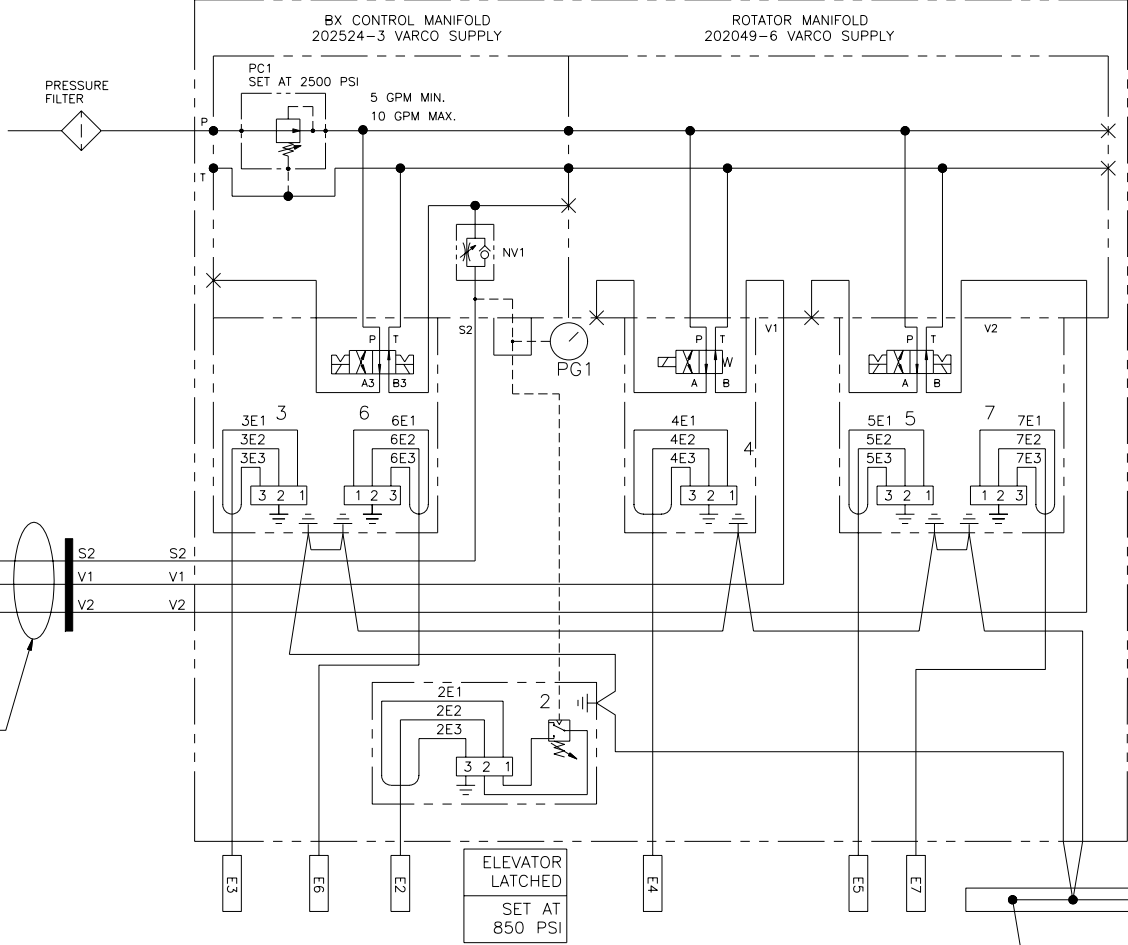 BX CONTROL MANIFOLD
202524-3 VARCO SUPPLY
ROTATOR MANIFOLD
202049-6 VARCO SUPPLY
PRESSURE
FILTER
PC1
SET AT 2500 PSI
5 GPM MIN.
10 GPM MAX.
P
T
NV1
S2
PG1
V1
V2
P T
A3 B3
P T
W
A B
P T
A B
3 6
3E1
3E2
3E3
6E1
6E2
6E3
3 2 1
1 2 3
4E1
4E2
4E3
4
3 2 1
5E1
5E2
5E3
5 7
7E1
7E2
7E3
3 2 1
1 2 3
S2 S2
V1 V1
V2 V2
2E1
2E2
2E3
2
3 2 1
E3
E6
E2
ELEVATOR
LATCHED
SET AT
850 PSI
E4
E5
E7